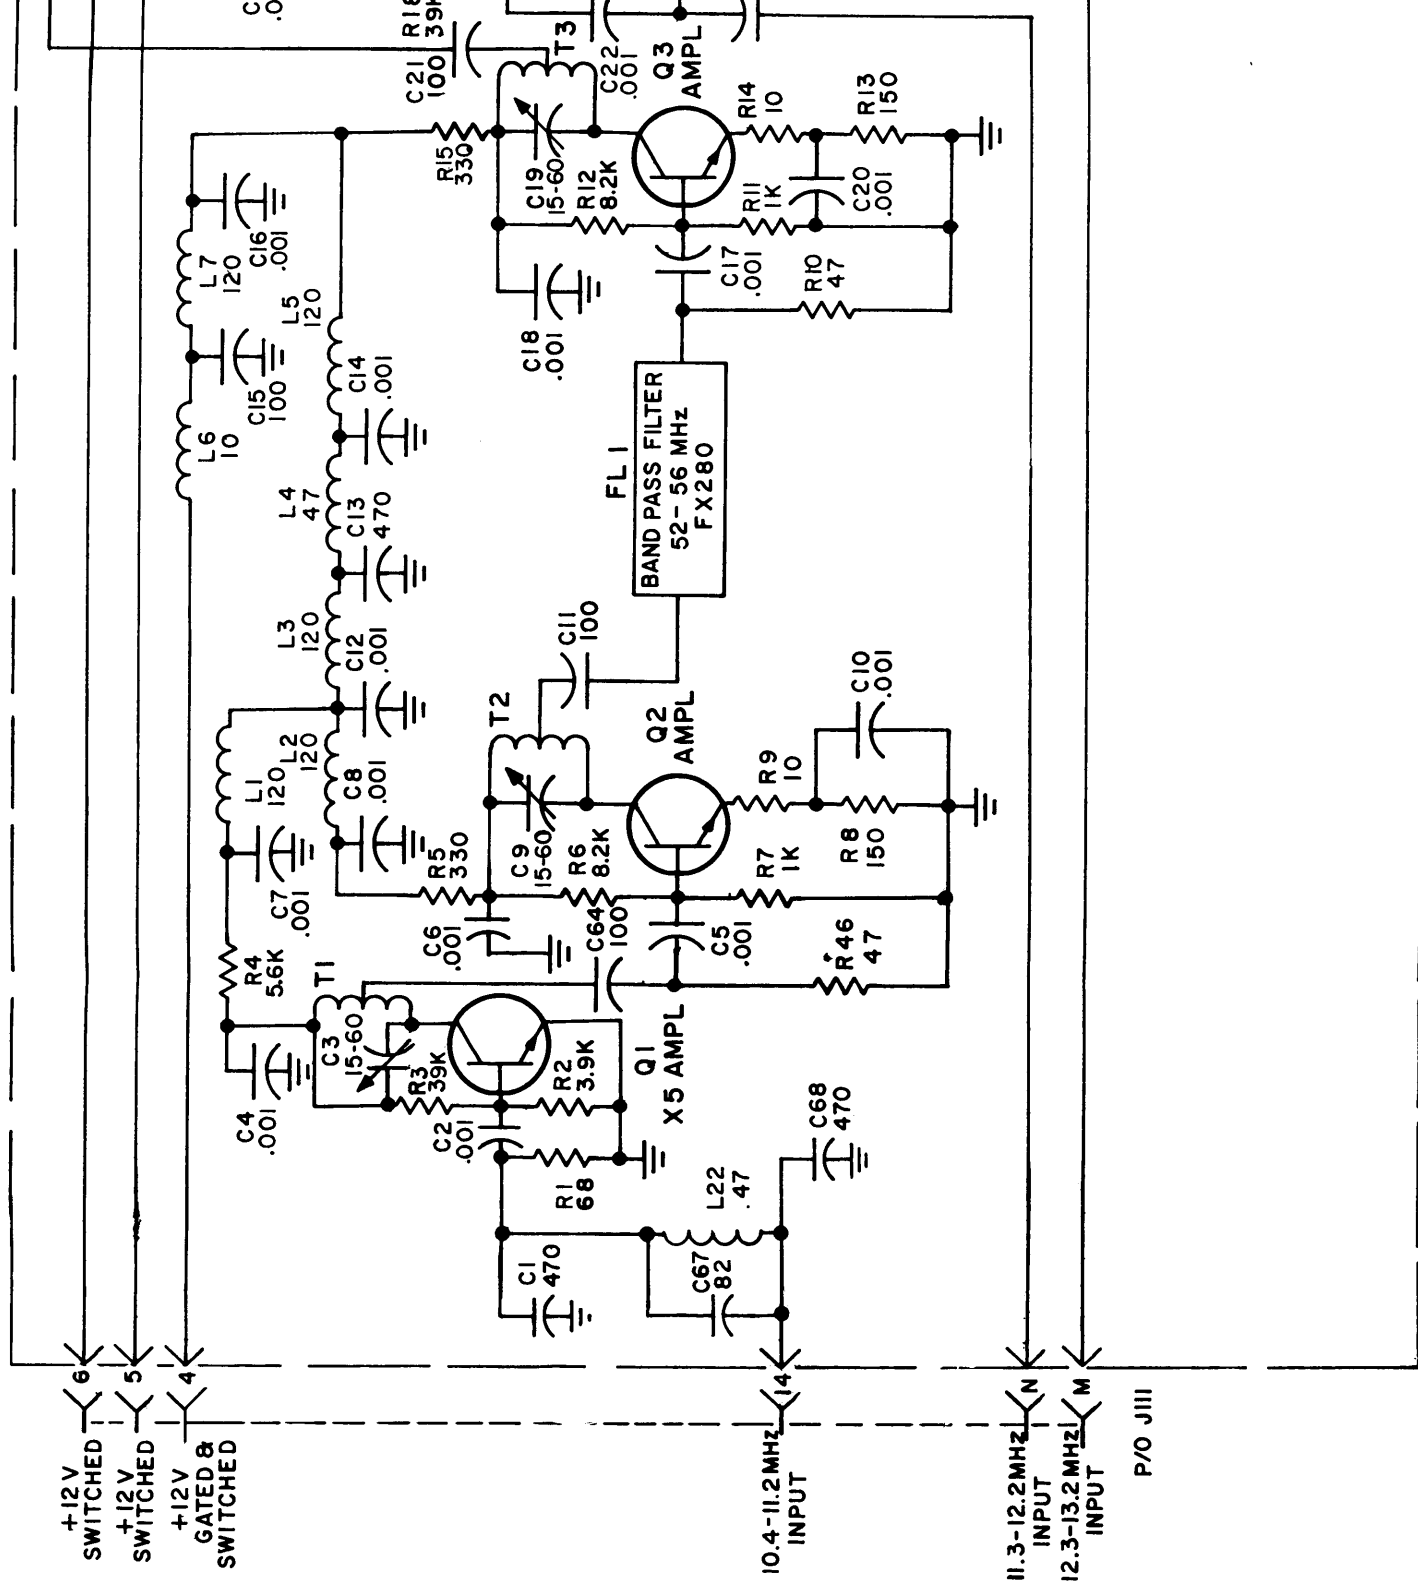 +12V
SWITCHED
+12V
SWITCHED
+12V
GATED &
SWITCHED
10.4-11.2MHz
INPUT
11.3-12.2MHz
INPUT
12.3-13.2MHz
INPUT
P/O J111
6
5
4
14
N
M
C1
470
C67
82
L22
.47
C68
470
R1
68
C2
.001
R2
3.9K
R3
39K
Q1
X5 AMPL
C3
15-60
T1
C4
.001
R4
5.6K
C7
.001
L1
120
L2
120
C8
.001
R5
330
C6
.001
C64
100
C5
.001
*
R46
47
C9
15-60
R6
8.2K
R7
1K
R8
150
R9
10
C10
.001
Q2
AMPL
T2
C11
100
L3
120
C12
.001
L4
47
C13
470
L5
120
C14
.001
L6
10
C15
100
L7
120
C16
.001
FL1
BAND PASS FILTER
52-56 MHz
FX280
C18
.001
C17
.001
R10
47
R15
330
C19
15-60
R12
8.2K
R11
1K
C20
.001
R14
10
R13
150
Q3
AMPL
T3
C21
100
C22
.001
R18
39K